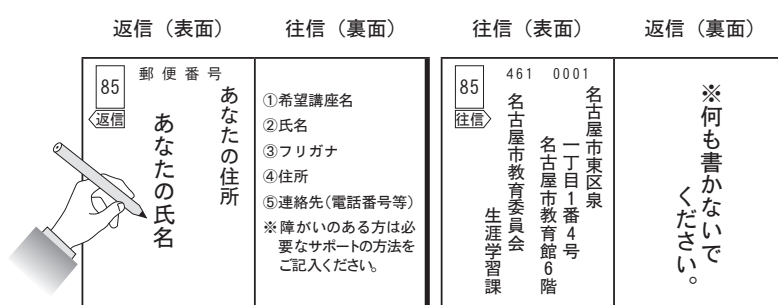 返信（表面）
往信（裏面）
往信（表面）
返信（裏面）
85
返信
郵便番号
あなたの住所
あなたの氏名
①希望講座名
②氏名
③フリガナ
④住所
⑤連絡先（電話番号等）
※障がいのある方は必
要なサポートの方法を
ご記入ください。
85
往信
461 0001
名古屋市東区泉
一丁目1番4号
名古屋市教育館6階
名古屋市教育委員会
生涯学習課
※何も書かないで
ください。